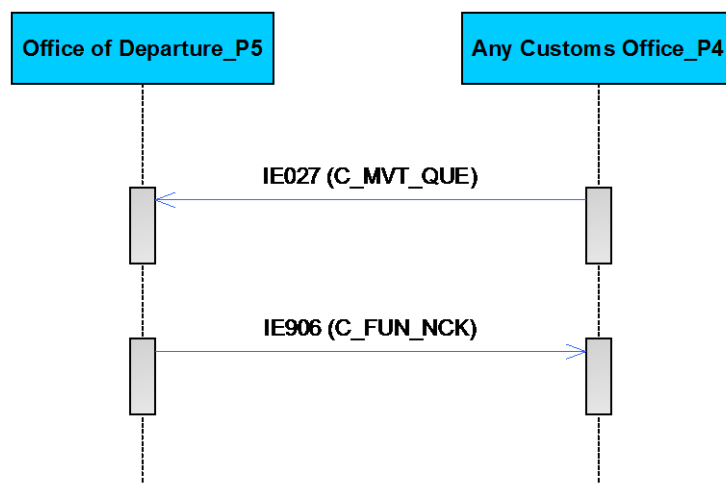 Office of Departure_P5
Any Customs Office_P4
IE027 (C_MVT_QUE)
IE906 (C_FUN_NCK)